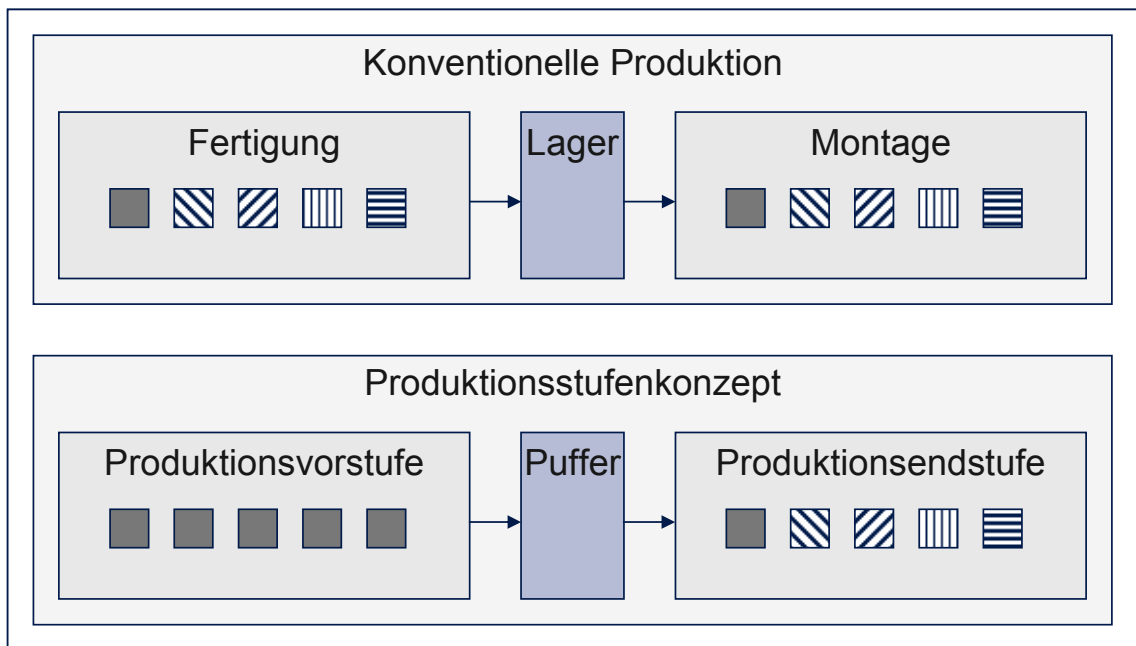 Konventionelle Produktion
Fertigung
Lager
Montage
Produktionsstufenkonzept
Produktionsvorstufe
Puffer
Produktionsendstufe